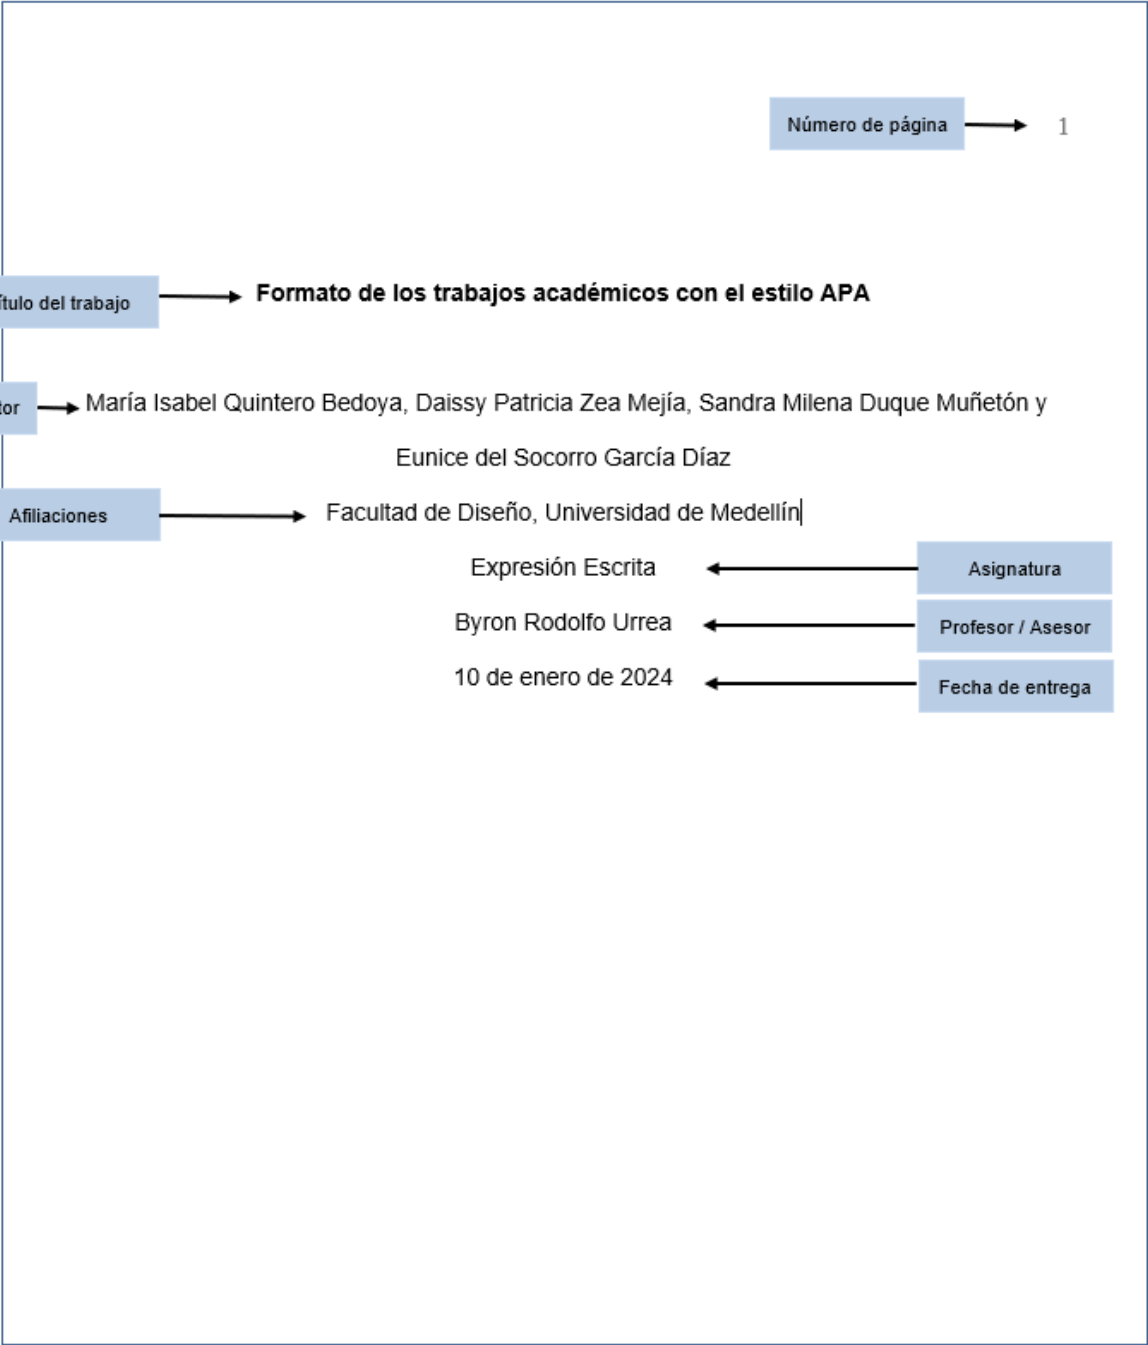 Número de página 1
ítulo del trabajo Formato de los trabajos académicos con el estilo APA
tor María Isabel Quintero Bedoya, Daissy Patricia Zea Mejía, Sandra Milena Duque Muñetón y
Eunice del Socorro García Díaz
Afiliaciones Facultad de Diseño, Universidad de Medellín
Expresión Escrita Asignatura
Byron Rodolfo Urrea Profesor / Asesor
10 de enero de 2024 Fecha de entrega